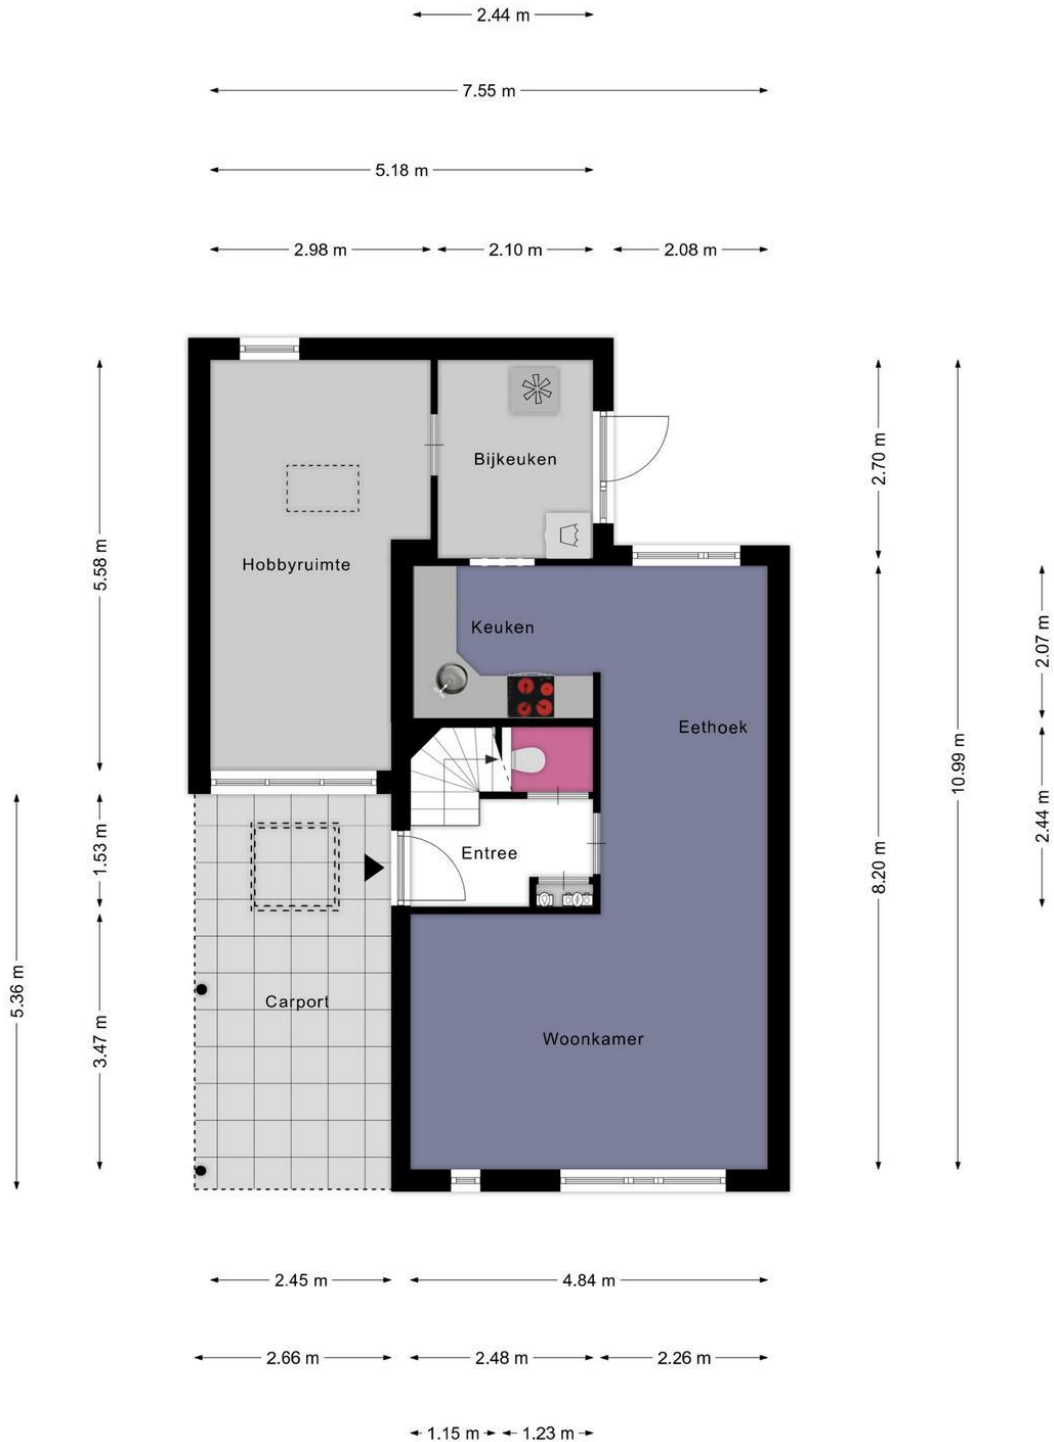 2.44 m
7.55 m
5.18 m
2.98 m
2.10 m
2.08 m
Bijkeuken
2.70 m
5.58 m
Hobbyruimte
Keuken
2.07 m
Eethoek
10.99 m
2.44 m
1.53 m
Entree
8.20 m
5.36 m
Carport
3.47 m
Woonkamer
2.45 m
4.84 m
2.66 m
2.48 m
2.26 m
1.15 m
1.23 m